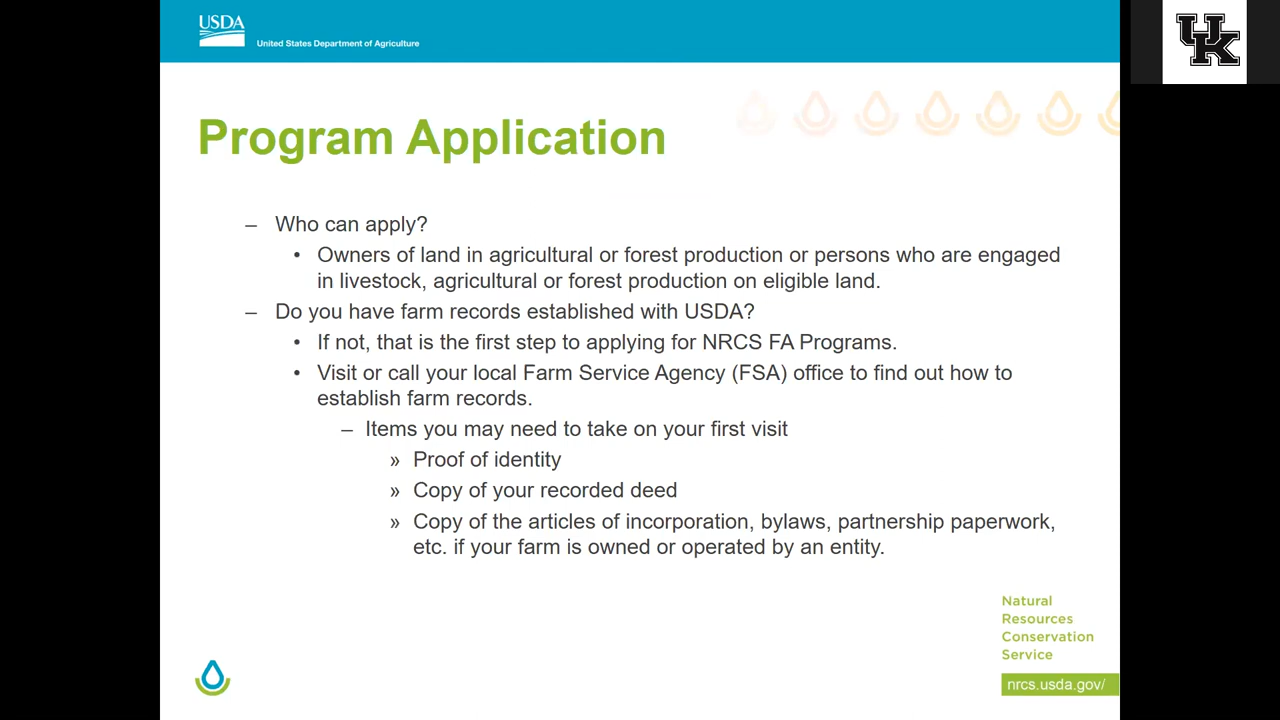 USDA
United States Department of Agriculture
UK
Program Application
– Who can apply?
• Owners of land in agricultural or forest production or persons who are engaged
in livestock, agricultural or forest production on eligible land.
– Do you have farm records established with USDA?
• If not, that is the first step to applying for NRCS FA Programs.
• Visit or call your local Farm Service Agency (FSA) office to find out how to
establish farm records.
– Items you may need to take on your first visit
» Proof of identity
» Copy of your recorded deed
» Copy of the articles of incorporation, bylaws, partnership paperwork,
etc. if your farm is owned or operated by an entity.
Natural
Resources
Conservation
Service
nrcs.usda.gov/